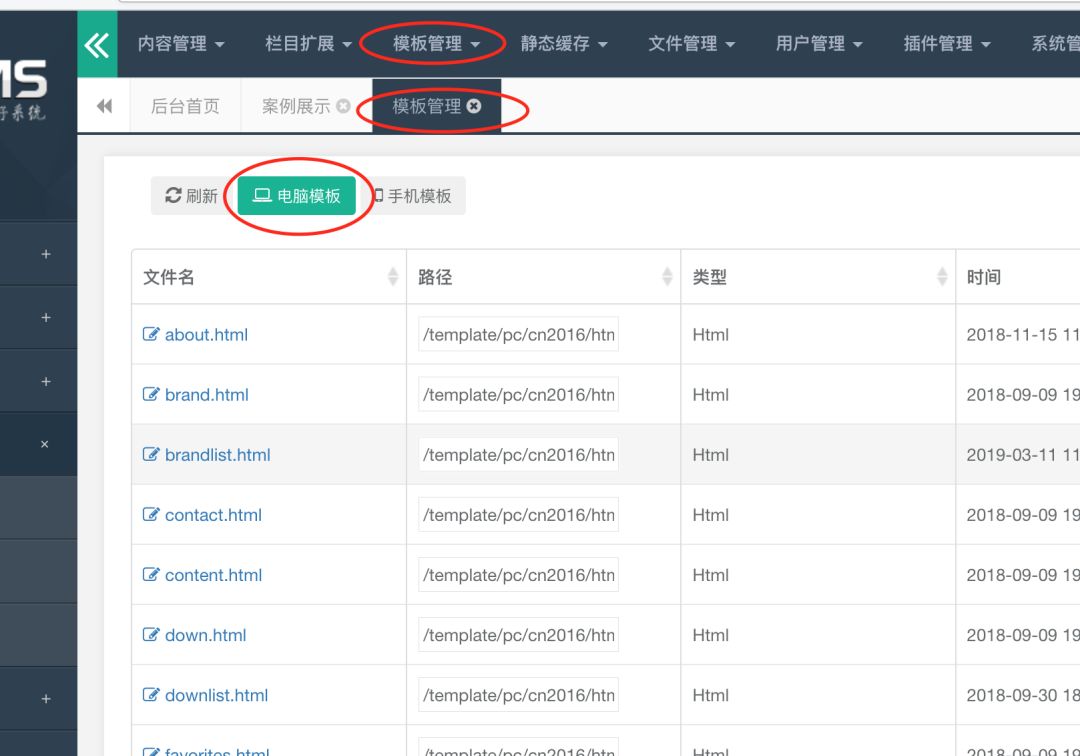 MS
好系统
内容管理 栏目扩展 模板管理 静态缓存 文件管理 用户管理 插件管理 系统管
后台首页 案例展示 模板管理
刷新 电脑模板 手机模板
文件名 路径 类型 时间
about.html /template/pc/cn2016/htn Html 2018-11-15 11
brand.html /template/pc/cn2016/htn Html 2018-09-09 19
brandlist.html /template/pc/cn2016/htn Html 2019-03-11 11
contact.html /template/pc/cn2016/htn Html 2018-09-09 19
content.html /template/pc/cn2016/htn Html 2018-09-09 19
down.html /template/pc/cn2016/htn Html 2018-09-09 19
downlist.html /template/pc/cn2016/htn Html 2018-09-30 18
favorites.html /template/pc/cn2016/htn Html 2018-09-09 19